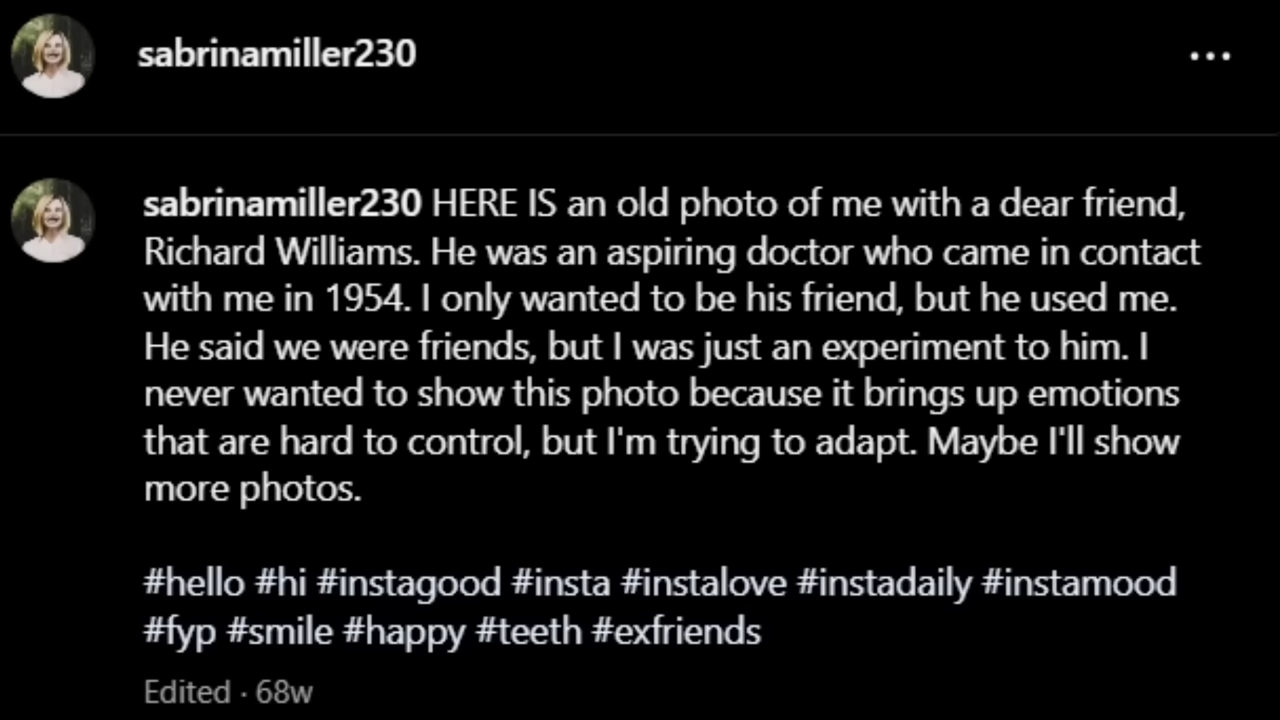 sabrinamiller230
sabrinamiller230 HERE IS an old photo of me with a dear friend,
Richard Williams. He was an aspiring doctor who came in contact
with me in 1954. I only wanted to be his friend, but he used me.
He said we were friends, but I was just an experiment to him. I
never wanted to show this photo because it brings up emotions
that are hard to control, but I'm trying to adapt. Maybe I'll show
more photos.
#hello #hi #instagood #insta #instalove #instadaily #instamood
#fyp #smile #happy #teeth #exfriends
Edited · 68w